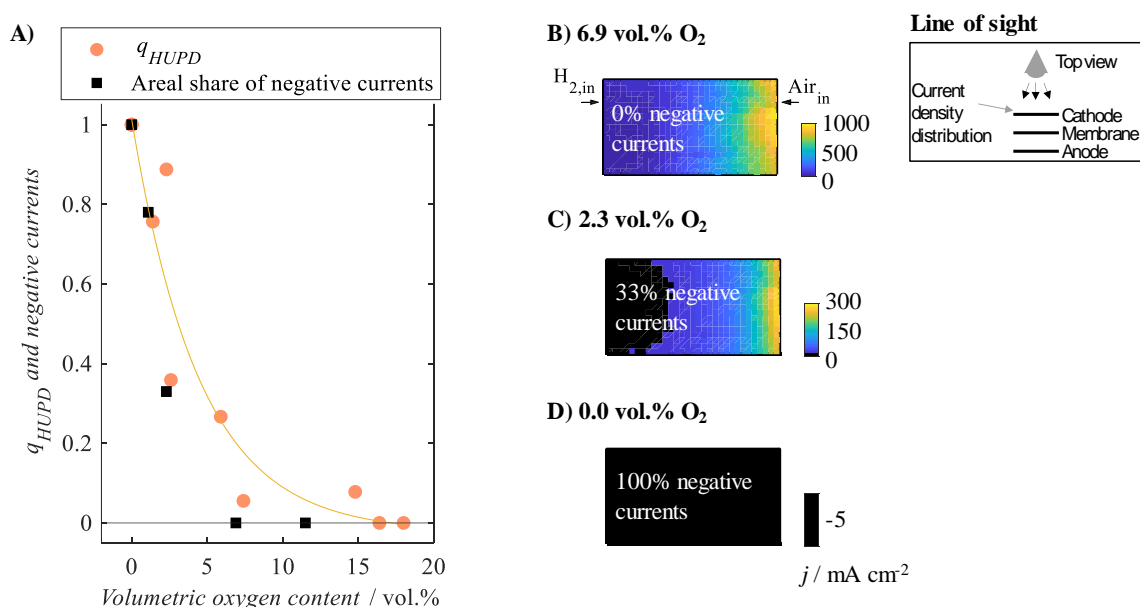 A)
q_HUPD
Areal share of negative currents
1
0.8
0.6
0.4
0.2
0
q_HUPD and negative currents
0 5 10 15 20
Volumetric oxygen content / vol.%
B) 6.9 vol.% O₂
H₂,in
Air_in
0% negative
currents
1000
500
0
C) 2.3 vol.% O₂
33% negative
currents
300
150
0
D) 0.0 vol.% O₂
100% negative
currents
-5
j / mA cm⁻²
Line of sight
Top view
Current
density
distribution
Cathode
Membrane
Anode